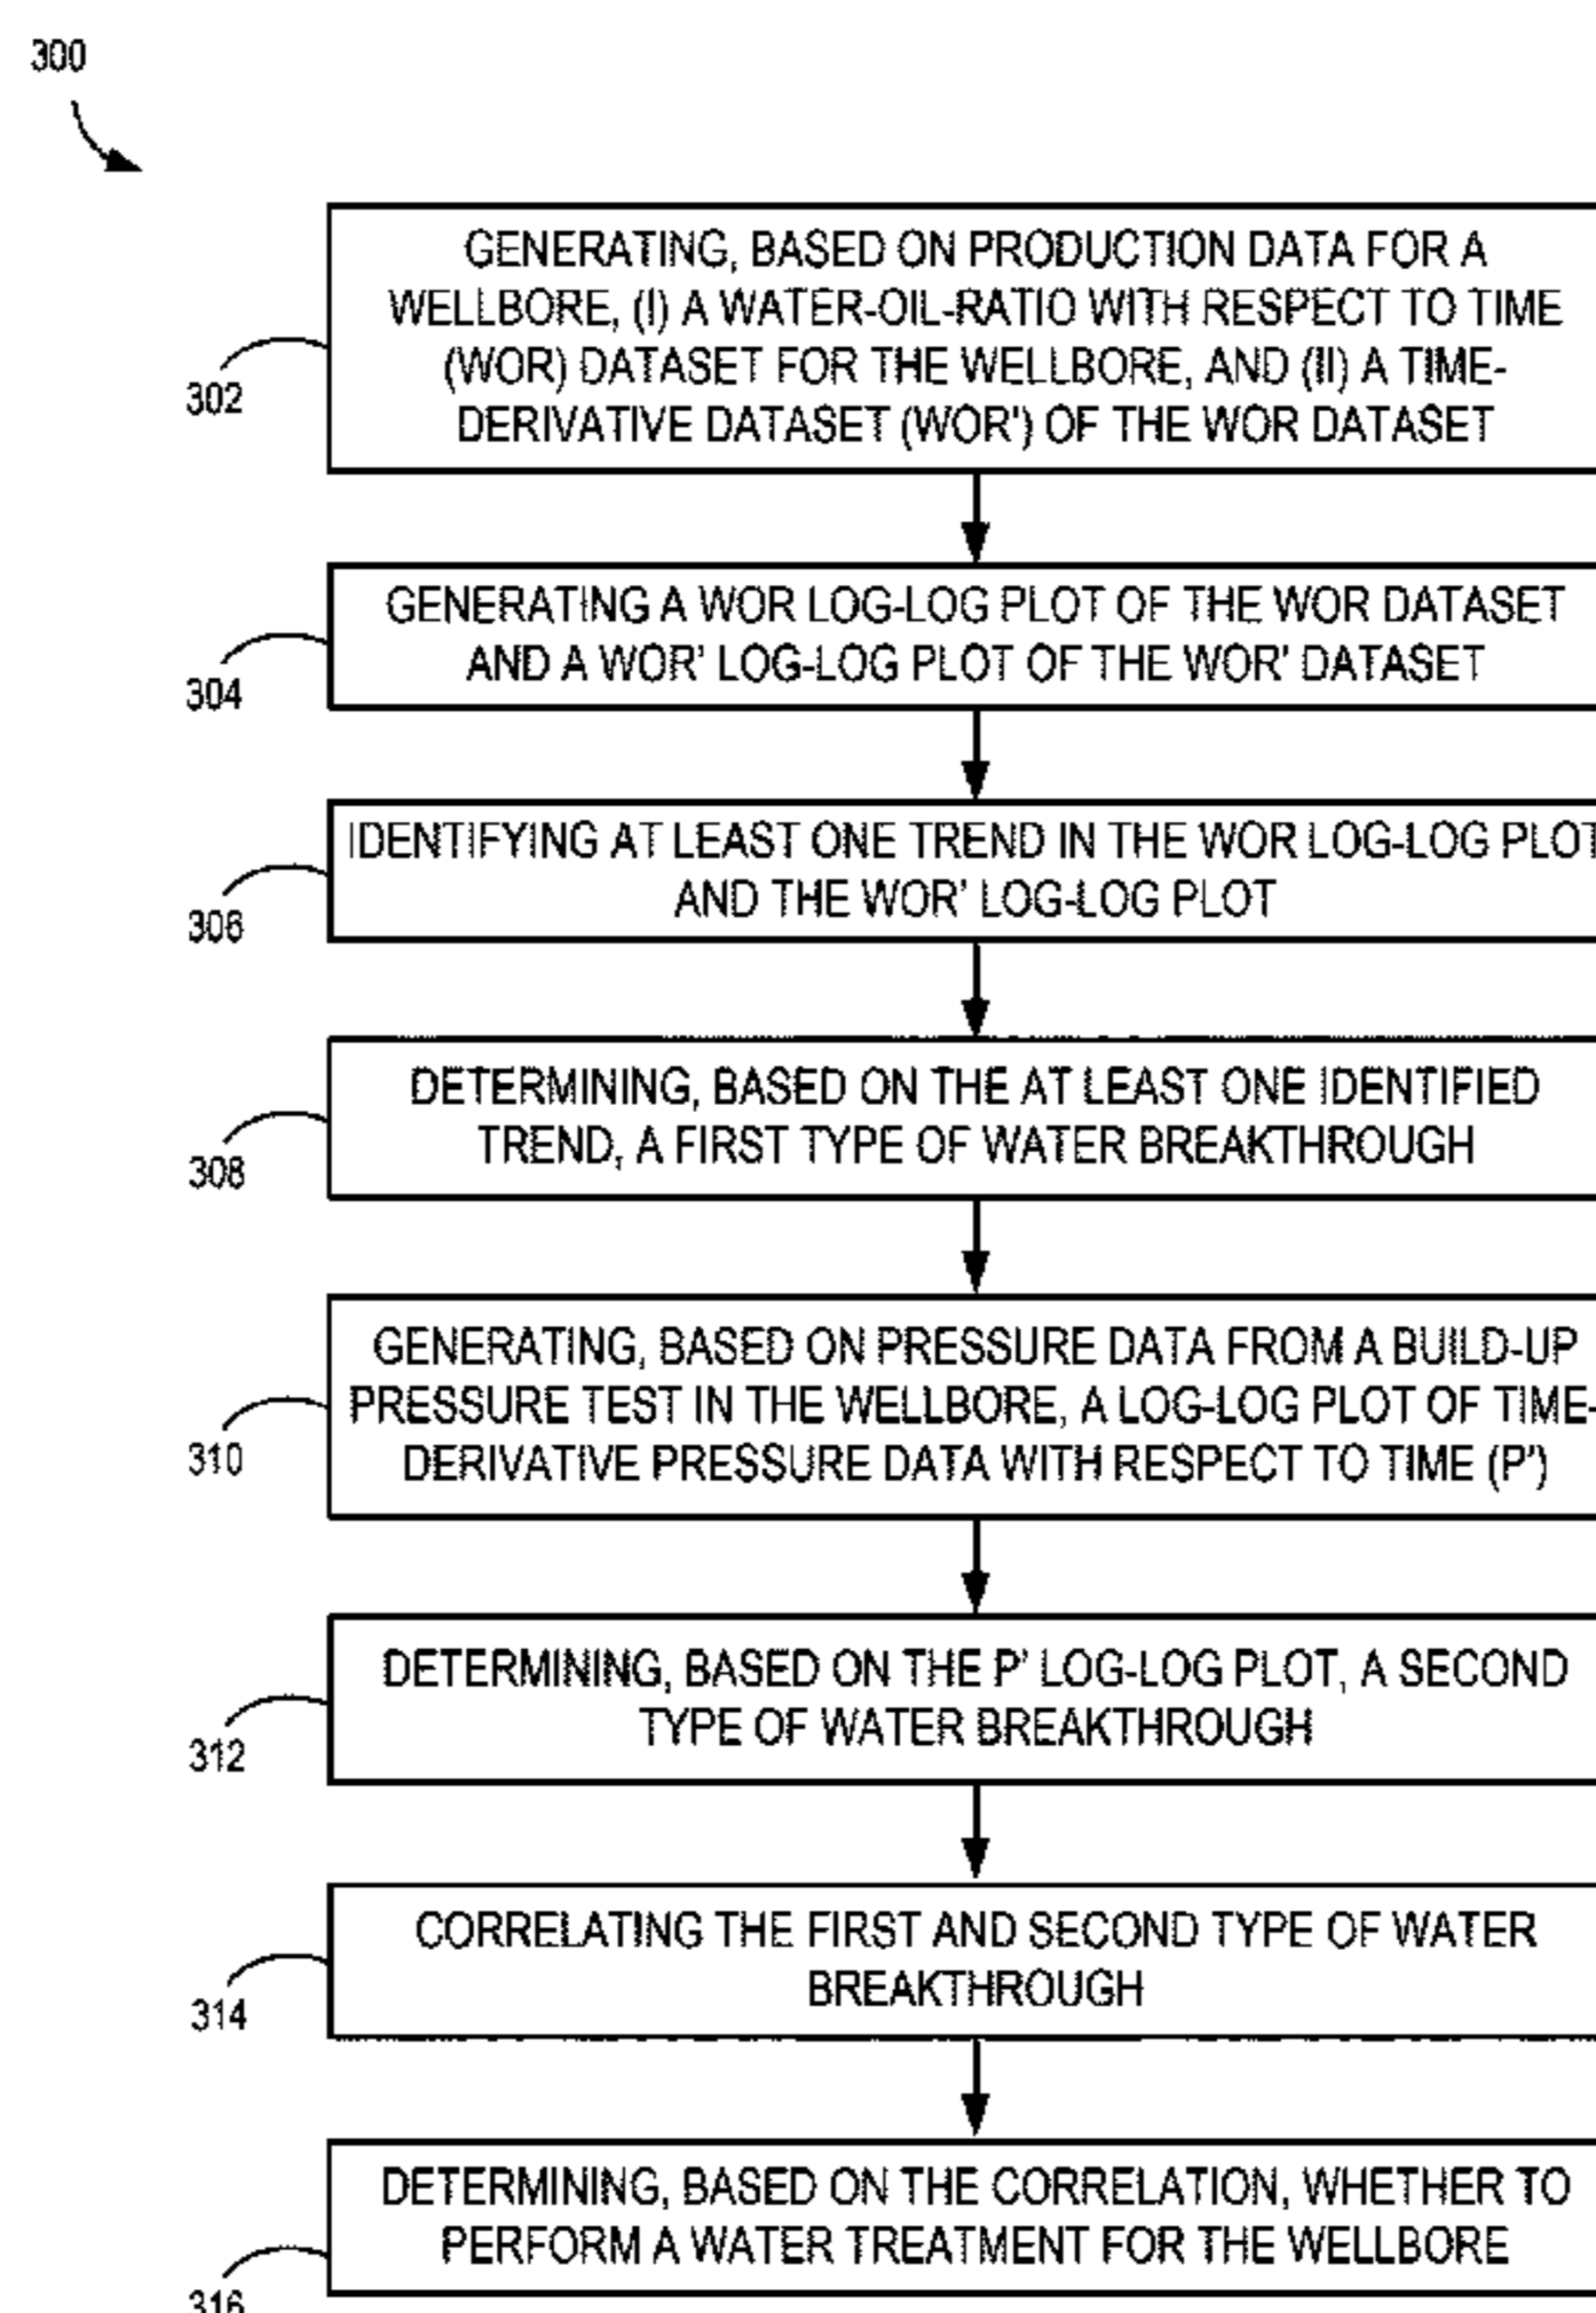 300
GENERATING, BASED ON PRODUCTION DATA FOR A
WELLBORE, (I) A WATER-OIL-RATIO WITH RESPECT TO TIME
(WOR) DATASET FOR THE WELLBORE, AND (II) A TIME-
DERIVATIVE DATASET (WOR') OF THE WOR DATASET
302
GENERATING A WOR LOG-LOG PLOT OF THE WOR DATASET
AND A WOR' LOG-LOG PLOT OF THE WOR' DATASET
304
IDENTIFYING AT LEAST ONE TREND IN THE WOR LOG-LOG PLOT
AND THE WOR' LOG-LOG PLOT
306
DETERMINING, BASED ON THE AT LEAST ONE IDENTIFIED
TREND, A FIRST TYPE OF WATER BREAKTHROUGH
308
GENERATING, BASED ON PRESSURE DATA FROM A BUILD-UP
PRESSURE TEST IN THE WELLBORE, A LOG-LOG PLOT OF TIME-
DERIVATIVE PRESSURE DATA WITH RESPECT TO TIME (P')
310
DETERMINING, BASED ON THE P' LOG-LOG PLOT, A SECOND
TYPE OF WATER BREAKTHROUGH
312
CORRELATING THE FIRST AND SECOND TYPE OF WATER
BREAKTHROUGH
314
DETERMINING, BASED ON THE CORRELATION, WHETHER TO
PERFORM A WATER TREATMENT FOR THE WELLBORE
316